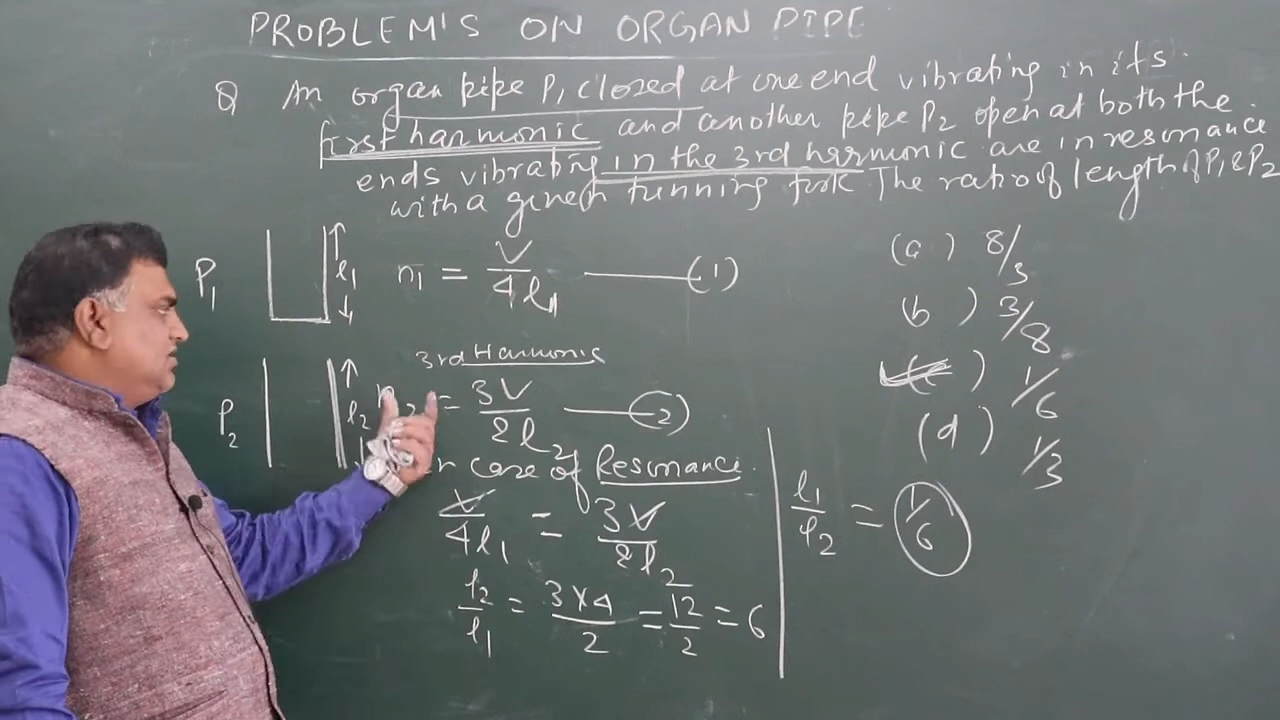 PROBLEM'S ON ORGAN PIPE
Q An organ pipe P1 closed at one end vibrating in its
first harmonic and another pipe P2 open at both the
ends vibrating in the 3rd harmonic are in resonance
with a given tunning fork The ratio of length of P1 & P2
P1 l1 n1 = V/4l1 (1)
(a) 8/3
(b) 3/8
3rd Harmonic
P2 l2 = 3V/2l2 (2)
(c) 1/6
(d) 1/3
case of Resonance.
V/4l1 = 3V/2l2
l2/l1 = 3x4/2 = 12/2 = 6
l1/l2 = 1/6